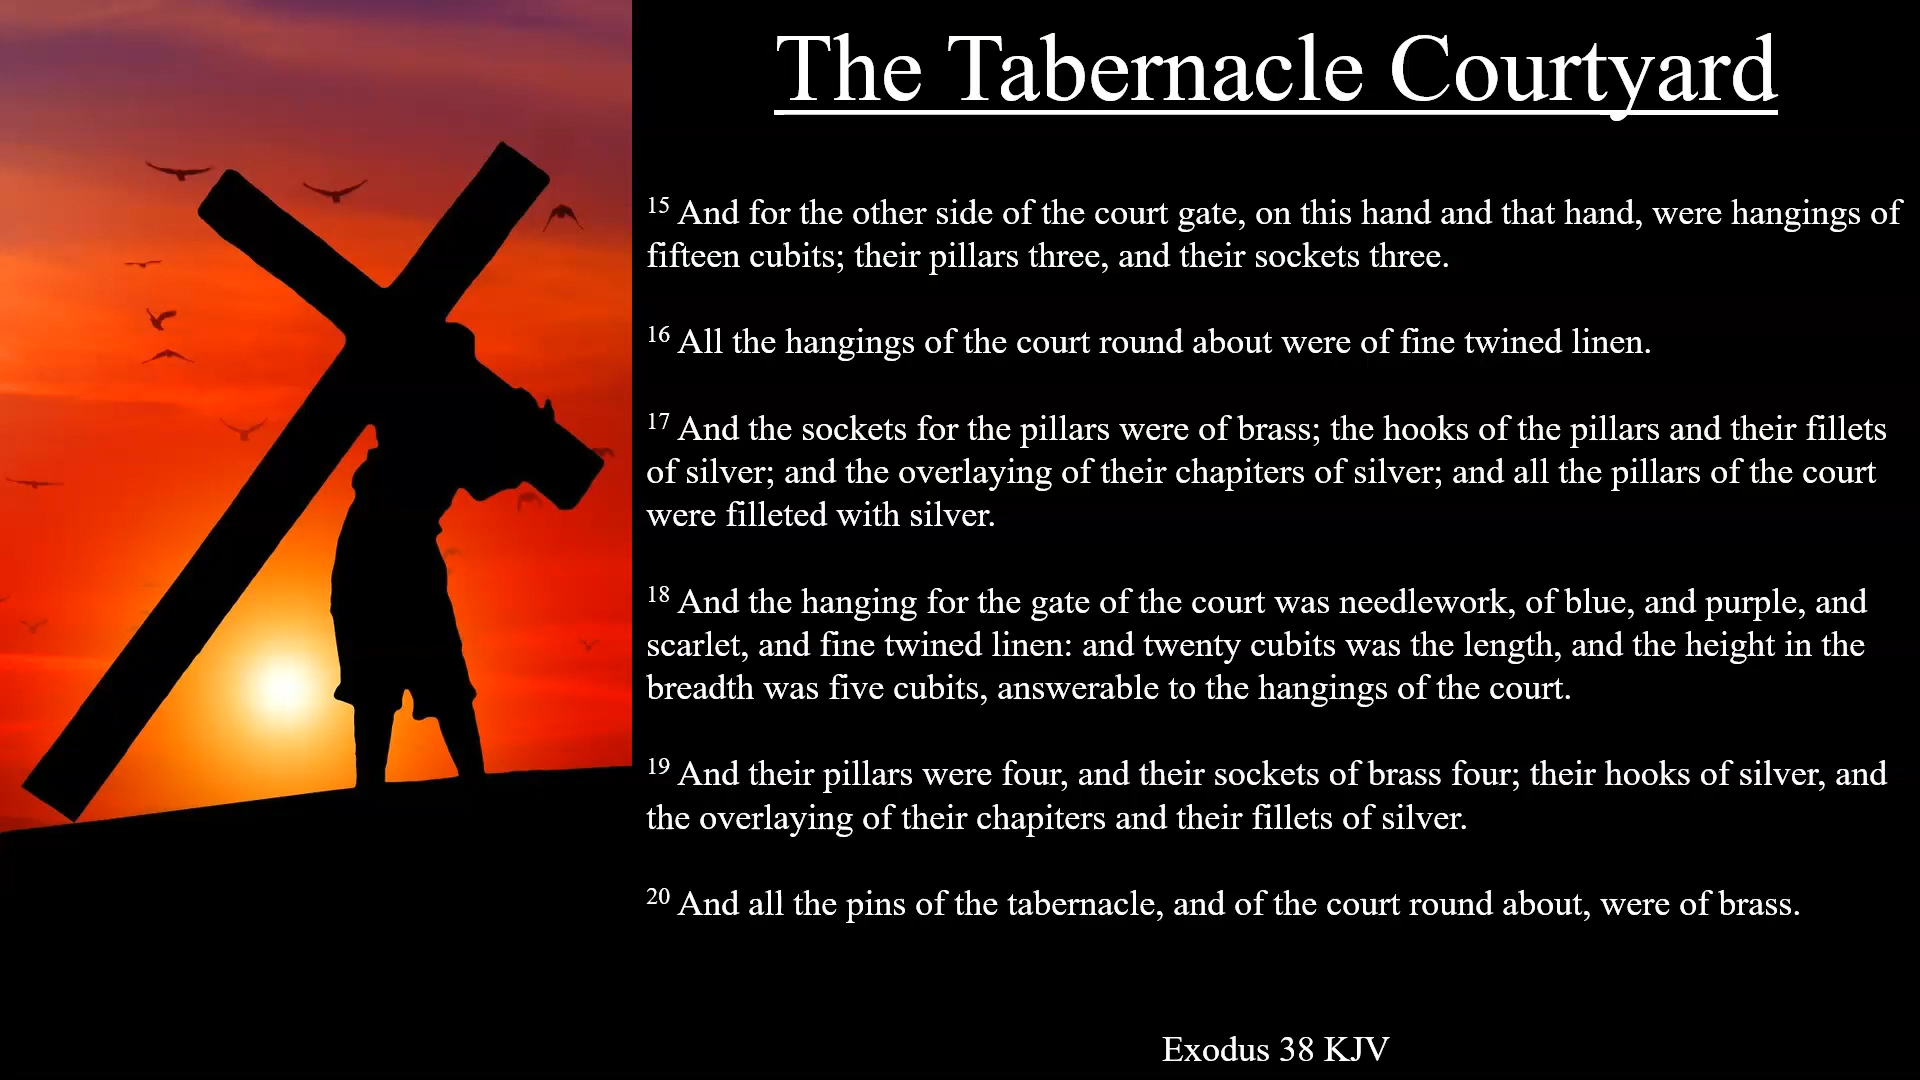 The Tabernacle Courtyard
15 And for the other side of the court gate, on this hand and that hand, were hangings of
fifteen cubits; their pillars three, and their sockets three.
16 All the hangings of the court round about were of fine twined linen.
17 And the sockets for the pillars were of brass; the hooks of the pillars and their fillets
of silver; and the overlaying of their chapiters of silver; and all the pillars of the court
were filleted with silver.
18 And the hanging for the gate of the court was needlework, of blue, and purple, and
scarlet, and fine twined linen: and twenty cubits was the length, and the height in the
breadth was five cubits, answerable to the hangings of the court.
19 And their pillars were four, and their sockets of brass four; their hooks of silver, and
the overlaying of their chapiters and their fillets of silver.
20 And all the pins of the tabernacle, and of the court round about, were of brass.
Exodus 38 KJV